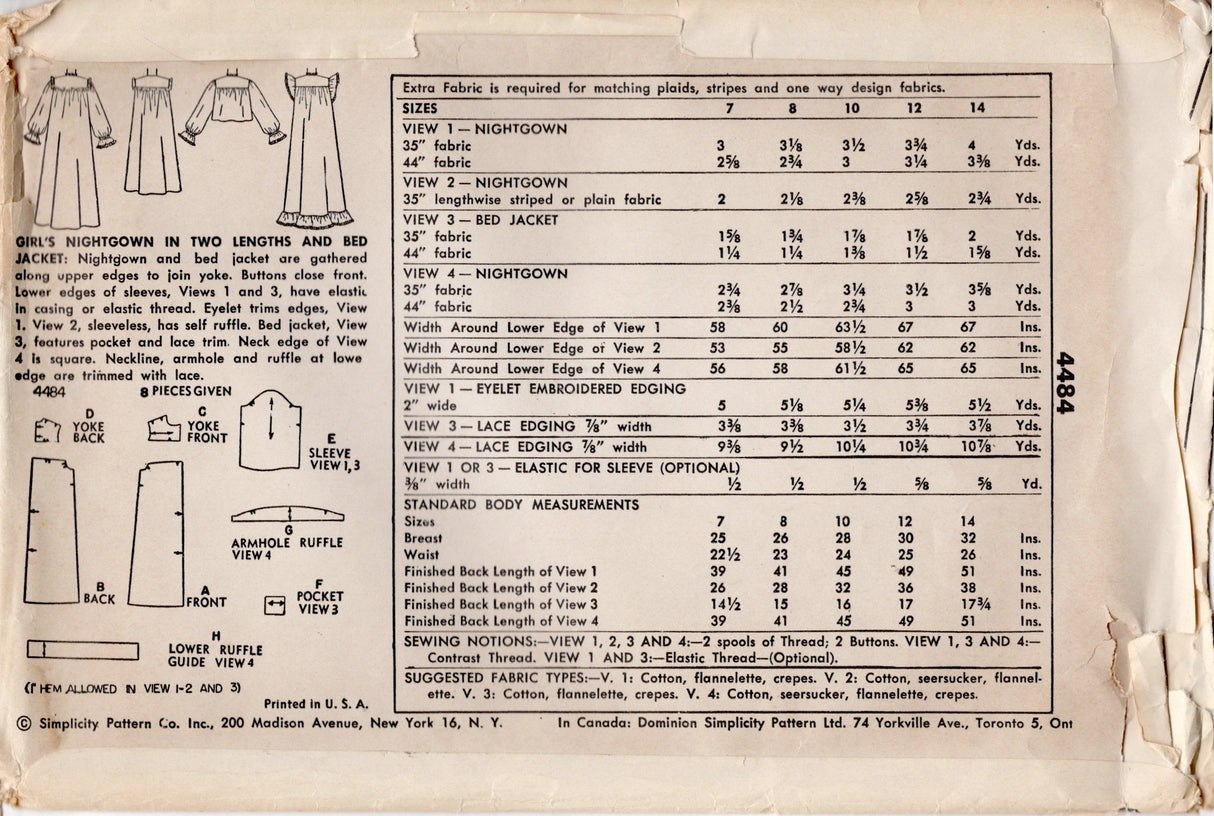 GIRL'S NIGHTGOWN IN TWO LENGTHS AND BED
JACKET: Nightgown and bed jacket are gathered
along upper edges to join yoke. Buttons close front.
Lower edges of sleeves, Views 1 and 3, have elastic
in casing or elastic thread. Eyelet trims edges, View
1. View 2, sleeveless, has self ruffle. Bed jacket, View
3, features pocket and lace trim. Neck edge of View
4 is square. Neckline, armhole and ruffle at lowe
edge are trimmed with lace.
4484 8 PIECES GIVEN
D YOKE BACK
C YOKE FRONT
E SLEEVE VIEW 1,3
G ARMHOLE RUFFLE VIEW 4
B BACK
A FRONT
F POCKET VIEW 3
H LOWER RUFFLE GUIDE VIEW 4
(1" HEM ALLOWED IN VIEW 1-2 AND 3)
Printed in U. S. A.
Extra Fabric is required for matching plaids, stripes and one way design fabrics.
SIZES 7 8 10 12 14
VIEW 1 — NIGHTGOWN
35" fabric 3 3⅛ 3½ 3¾ 4 Yds.
44" fabric 2⅝ 2¾ 3 3¼ 3⅜ Yds.
VIEW 2 — NIGHTGOWN
35" lengthwise striped or plain fabric 2 2⅛ 2⅜ 2⅝ 2¾ Yds.
VIEW 3 — BED JACKET
35" fabric 1⅝ 1¾ 1⅞ 1⅞ 2 Yds.
44" fabric 1¼ 1¼ 1⅜ 1½ 1⅝ Yds.
VIEW 4 — NIGHTGOWN
35" fabric 2¾ 2⅞ 3¼ 3½ 3⅝ Yds.
44" fabric 2⅜ 2½ 2¾ 3 3 Yds.
Width Around Lower Edge of View 1 58 60 63½ 67 67 Ins.
Width Around Lower Edge of View 2 53 55 58½ 62 62 Ins.
Width Around Lower Edge of View 4 56 58 61½ 65 65 Ins.
VIEW 1 — EYELET EMBROIDERED EDGING
2" wide 5 5⅛ 5¼ 5⅜ 5½ Yds.
VIEW 3 — LACE EDGING ⅞" width 3⅜ 3⅜ 3½ 3¾ 3⅞ Yds.
VIEW 4 — LACE EDGING ⅞" width 9⅜ 9½ 10¼ 10¾ 10⅞ Yds.
VIEW 1 OR 3 — ELASTIC FOR SLEEVE (OPTIONAL)
⅜" width ½ ½ ½ ⅝ ⅝ Yd.
STANDARD BODY MEASUREMENTS
Sizes 7 8 10 12 14
Breast 25 26 28 30 32 Ins.
Waist 22½ 23 24 25 26 Ins.
Finished Back Length of View 1 39 41 45 49 51 Ins.
Finished Back Length of View 2 26 28 32 36 38 Ins.
Finished Back Length of View 3 14½ 15 16 17 17¾ Ins.
Finished Back Length of View 4 39 41 45 49 51 Ins.
SEWING NOTIONS:—VIEW 1, 2, 3 AND 4:—2 spools of Thread; 2 Buttons. VIEW 1, 3 AND 4:—
Contrast Thread. VIEW 1 AND 3:—Elastic Thread—(Optional).
SUGGESTED FABRIC TYPES:—V. 1: Cotton, flannelette, crepes. V. 2: Cotton, seersucker, flannel-
ette. V. 3: Cotton, flannelette, crepes. V. 4: Cotton, seersucker, flannelette, crepes.
4484
© Simplicity Pattern Co. Inc., 200 Madison Avenue, New York 16, N. Y. In Canada: Dominion Simplicity Pattern Ltd. 74 Yorkville Ave., Toronto 5, Ont